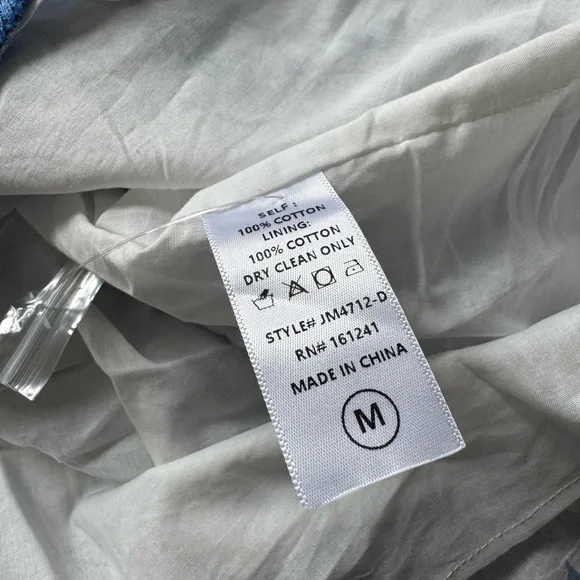 SELF :
100% COTTON
LINING:
100% COTTON
DRY CLEAN ONLY
STYLE# JM4712-D
RN# 161241
MADE IN CHINA
M